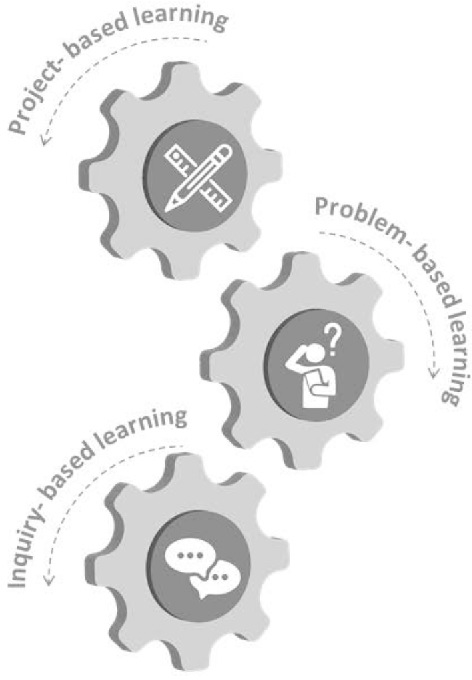 Project- based learning
Problem- based learning
Inquiry- based learning